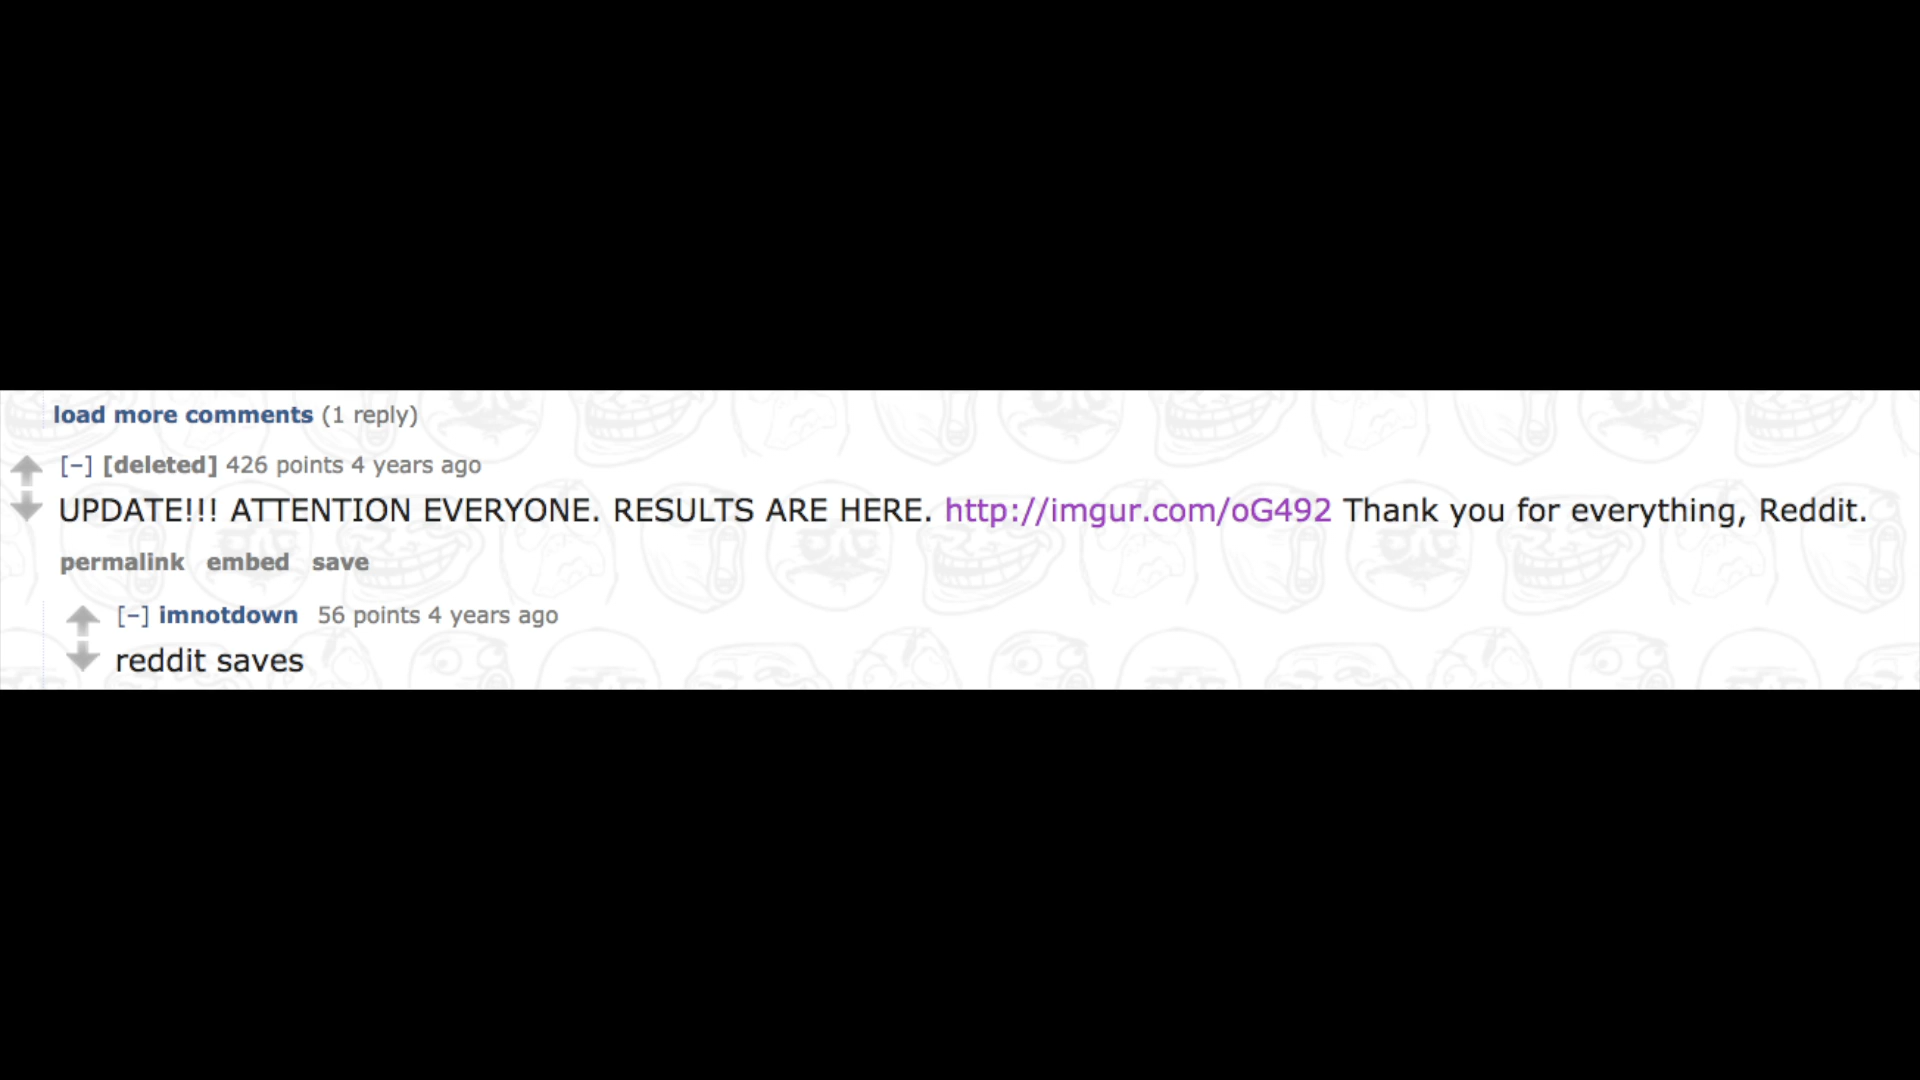 load more comments (1 reply)
[–] [deleted] 426 points 4 years ago
UPDATE!!! ATTENTION EVERYONE. RESULTS ARE HERE. http://imgur.com/oG492 Thank you for everything, Reddit.
permalink embed save
[–] imnotdown 56 points 4 years ago
reddit saves